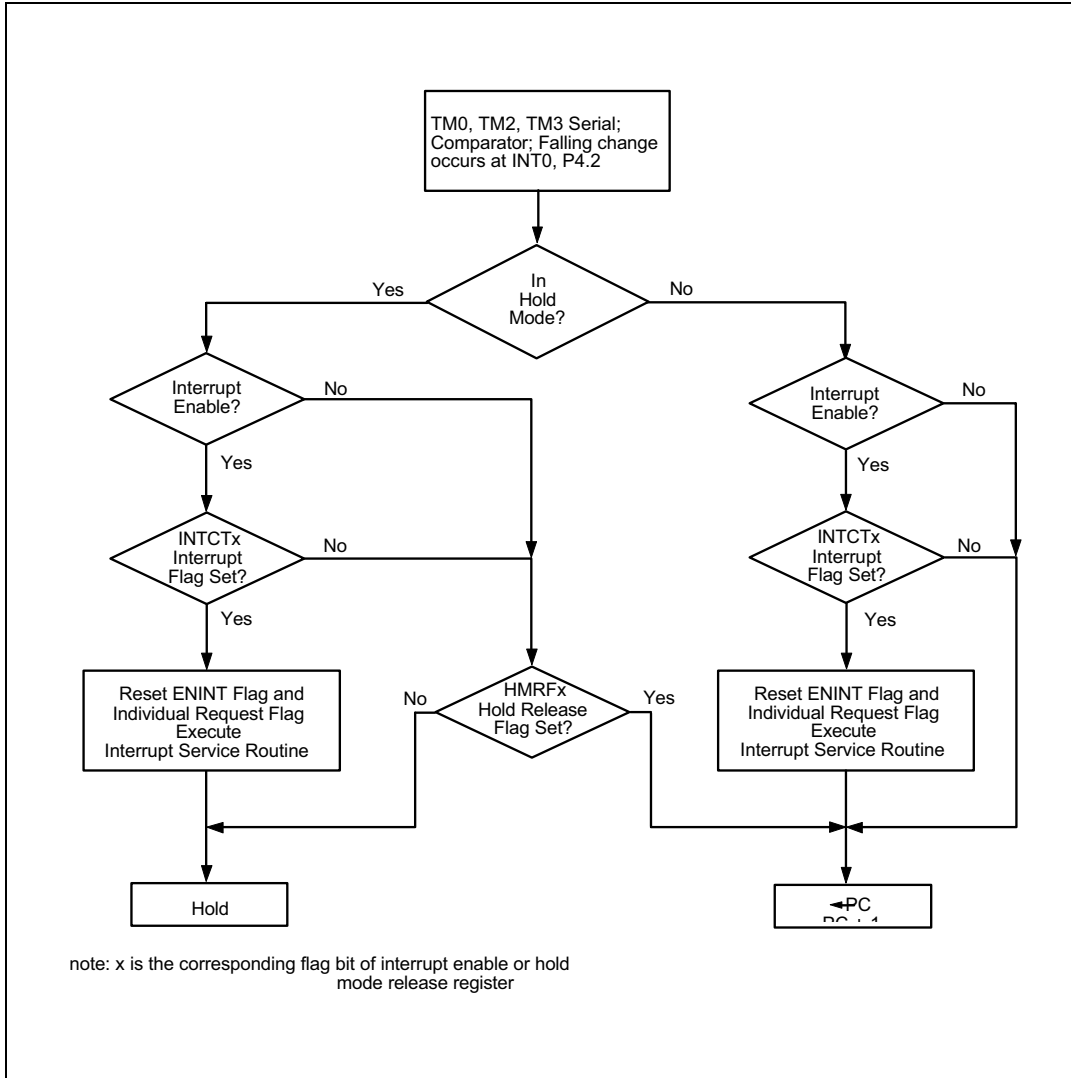 TM0, TM2, TM3 Serial;
Comparator; Falling change
occurs at INT0, P4.2
In
Hold
Mode?
Yes
No
Interrupt
Enable?
No
Yes
Interrupt
Enable?
No
Yes
INTCTx
Interrupt
Flag Set?
No
Yes
INTCTx
Interrupt
Flag Set?
No
Yes
Reset ENINT Flag and
Individual Request Flag
Execute
Interrupt Service Routine
No
HMRFx
Hold Release
Flag Set?
Yes
Reset ENINT Flag and
Individual Request Flag
Execute
Interrupt Service Routine
Hold
PC
note: x is the corresponding flag bit of interrupt enable or hold
mode release register